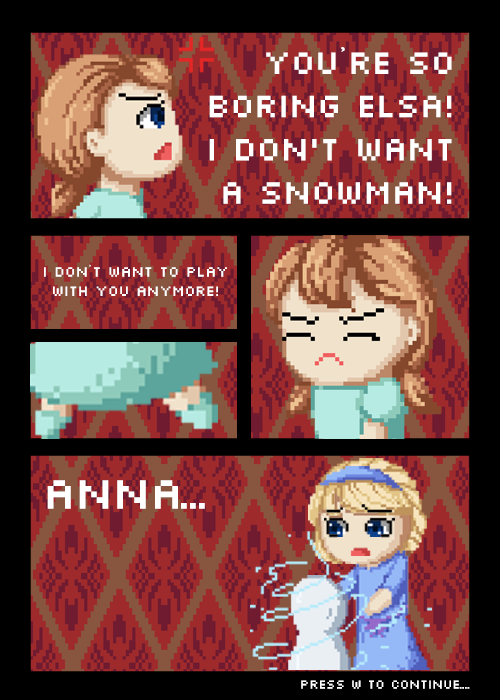 YOU'RE SO
BORING ELSA!
I DON'T WANT
A SNOWMAN!
I DON'T WANT TO PLAY
WITH YOU ANYMORE!
ANNA...
PRESS W TO CONTINUE...